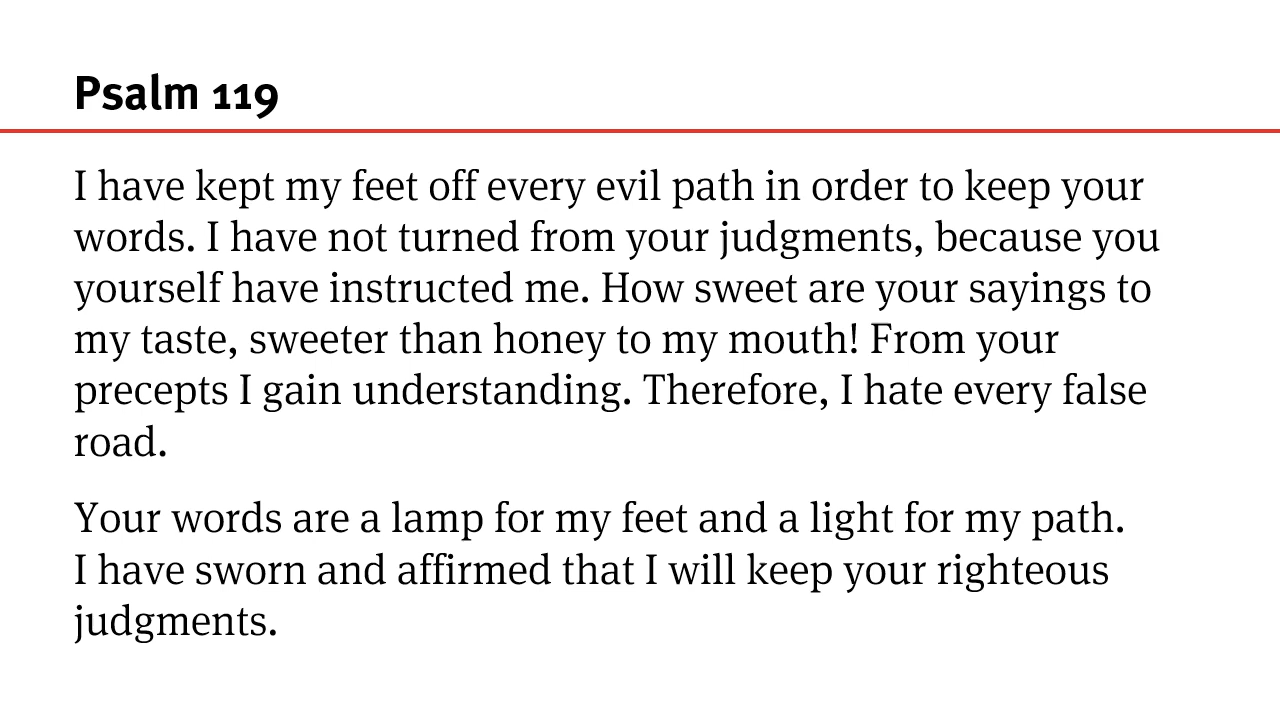 Psalm 119
I have kept my feet off every evil path in order to keep your
words. I have not turned from your judgments, because you
yourself have instructed me. How sweet are your sayings to
my taste, sweeter than honey to my mouth! From your
precepts I gain understanding. Therefore, I hate every false
road.
Your words are a lamp for my feet and a light for my path.
I have sworn and affirmed that I will keep your righteous
judgments.